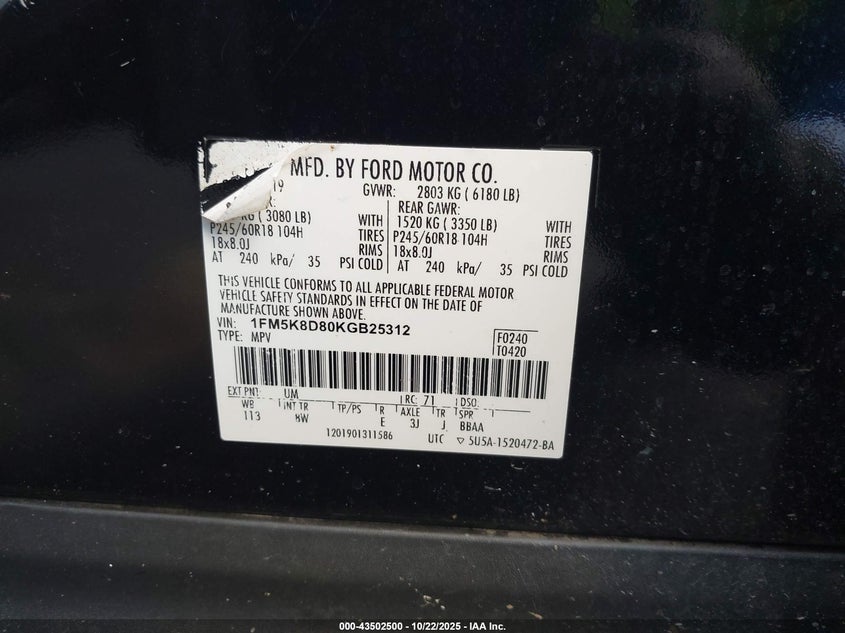 MFD. BY FORD MOTOR CO.
19 GVWR: 2803 KG ( 6180 LB)
R: REAR GAWR:
KG ( 3080 LB) WITH 1520 KG ( 3350 LB) WITH
P245/60R18 104H TIRES P245/60R18 104H TIRES
18x8.0J RIMS 18x8.0J RIMS
AT 240 kPa/ 35 PSI COLD AT 240 kPa/ 35 PSI COLD
THIS VEHICLE CONFORMS TO ALL APPLICABLE FEDERAL MOTOR
VEHICLE SAFETY STANDARDS IN EFFECT ON THE DATE OF
MANUFACTURE SHOWN ABOVE.
VIN: 1FM5K8D80KGB25312 F0240
TYPE: MPV T0420
EXT PNT: UM RC: 71 DSO:
WB INT TR TP/PS R AXLE TR SPR
113 8W E 3J J BBAA
1201901311586 UTC ▽ 5U5A-1520472-BA
000-43502500 | 10/22/2025 - IAA Inc.